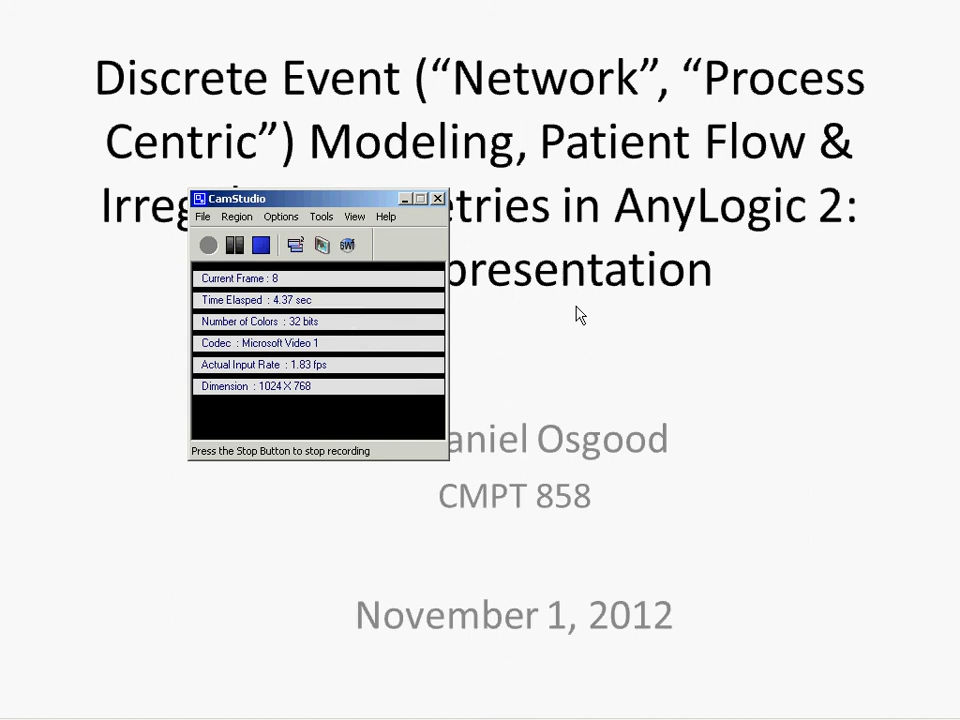 Discrete Event (“Network”, “Process
Centric”) Modeling, Patient Flow &
in AnyLogic 2:
CamStudio
File Region Options Tools View Help
Current Frame : 8
Time Elasped : 4.37 sec
Number of Colors : 32 bits
Codec : Microsoft Video 1
Actual Input Rate : 1.83 fps
Dimension : 1024 X 768
Press the Stop Button to stop recording
presentation
aniel Osgood
CMPT 858
November 1, 2012